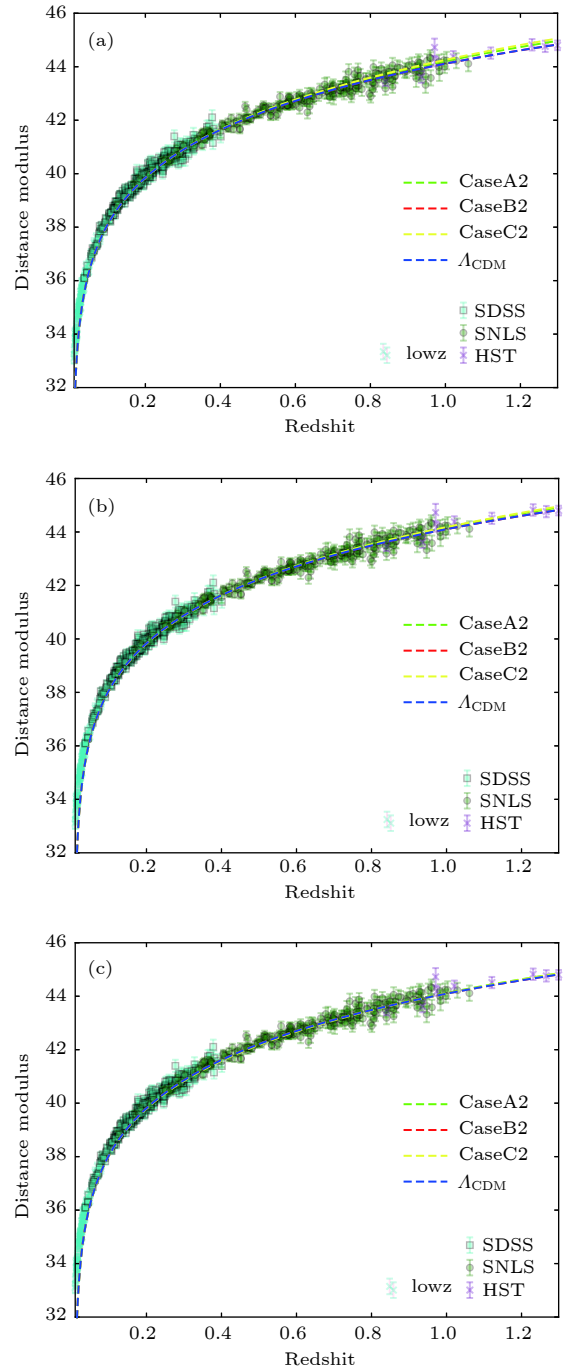 46
(a)
44
42
40
38
36
34
32
Distance modulus
CaseA2
CaseB2
CaseC2
ΛCDM
SDSS
SNLS
lowz HST
0.2 0.4 0.6 0.8 1.0 1.2
Redshit
46
(b)
44
42
40
38
36
34
32
Distance modulus
CaseA2
CaseB2
CaseC2
ΛCDM
SDSS
SNLS
lowz HST
0.2 0.4 0.6 0.8 1.0 1.2
Redshit
46
(c)
44
42
40
38
36
34
32
Distance modulus
CaseA2
CaseB2
CaseC2
ΛCDM
SDSS
SNLS
lowz HST
0.2 0.4 0.6 0.8 1.0 1.2
Redshit